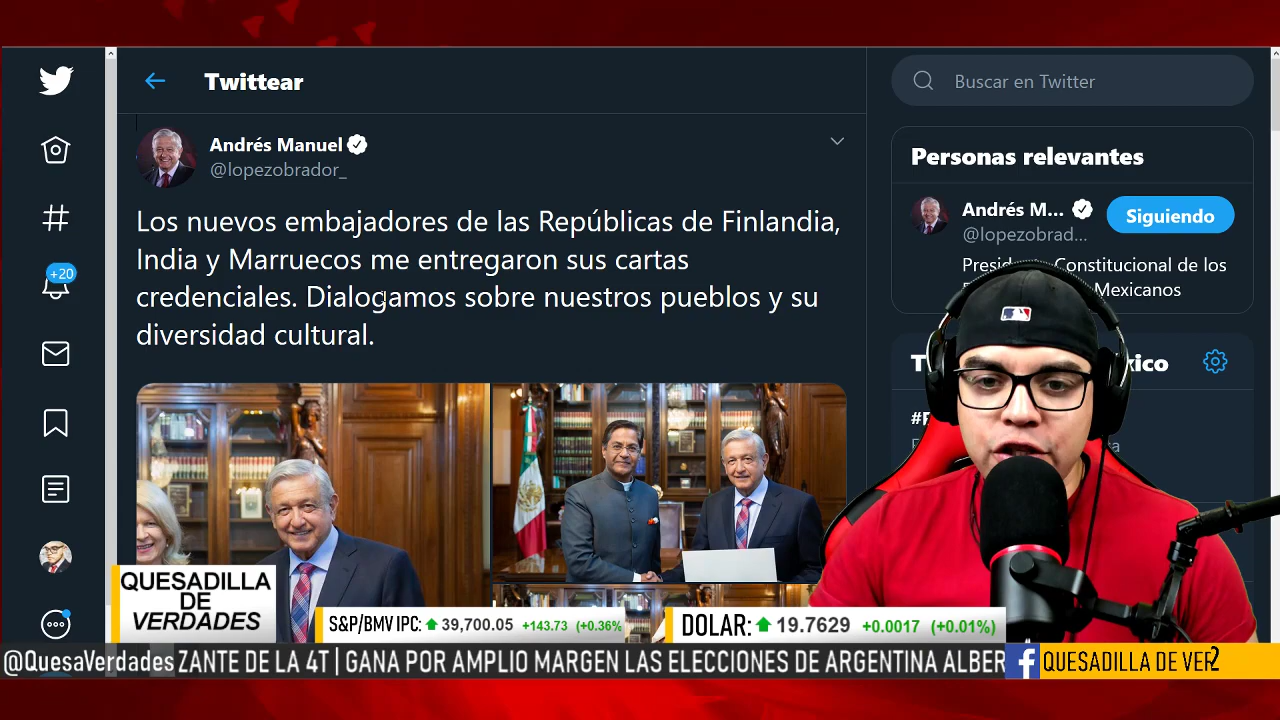 Twittear
Buscar en Twitter
Andrés Manuel
@lopezobrador_
Los nuevos embajadores de las Repúblicas de Finlandia,
India y Marruecos me entregaron sus cartas
credenciales. Dialogamos sobre nuestros pueblos y su
diversidad cultural.
+20
Personas relevantes
Andrés M...
@lopezobrad...
Siguiendo
Constitucional de los
Mexicanos
QUESADILLA
DE
VERDADES
S&P/BMV IPC: 39,700.05 +143.73 (+0.36%)
DOLAR: 19.7629 +0.0017 (+0.01%)
@QuesaVerdades ZANTE DE LA 4T | GANA POR AMPLIO MARGEN LAS ELECCIONES DE ARGENTINA ALBER
QUESADILLA DE VER